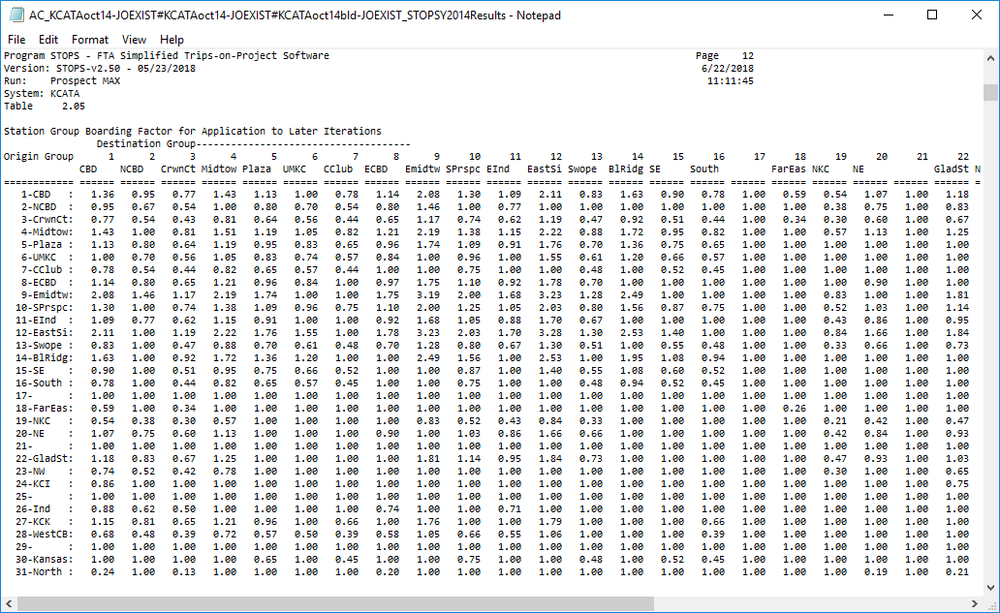 AC_KCATAoct14-JOEXIST#KCATAoct14-JOEXIST#KCATAoct14bld-JOEXIST_STOPSY2014Results - Notepad
File Edit Format View Help
Program STOPS - FTA Simplified Trips-on-Project Software Page 12
Version: STOPS-v2.50 - 05/23/2018 6/22/2018
Run: Prospect MAX 11:11:45
System: KCATA
Table 2.05
Station Group Boarding Factor for Application to Later Iterations
Destination Group-------------------------------------
Origin Group 1 2 3 4 5 6 7 8 9 10 11 12 13 14 15 16 17 18 19 20 21 22
CBD NCBD CrwnCt Midtow Plaza UMKC CClub ECBD Emidtw SPrspc EInd EastSi Swope BlRidg SE South FarEas NKC NE GladSt N
============ ====== ====== ====== ====== ====== ====== ====== ====== ====== ====== ====== ====== ====== ====== ====== ====== ====== ====== ====== ====== ====== ====== =
1-CBD : 1.36 0.95 0.77 1.43 1.13 1.00 0.78 1.14 2.08 1.30 1.09 2.11 0.83 1.63 0.90 0.78 1.00 0.59 0.54 1.07 1.00 1.18
2-NCBD : 0.95 0.67 0.54 1.00 0.80 0.70 0.54 0.80 1.46 1.00 0.77 1.00 1.00 1.00 1.00 1.00 1.00 1.00 0.38 0.75 1.00 0.83
3-CrwnCt: 0.77 0.54 0.43 0.81 0.64 0.56 0.44 0.65 1.17 0.74 0.62 1.19 0.47 0.92 0.51 0.44 1.00 0.34 0.30 0.60 1.00 0.67
4-Midtow: 1.43 1.00 0.81 1.51 1.19 1.05 0.82 1.21 2.19 1.38 1.15 2.22 0.88 1.72 0.95 0.82 1.00 1.00 0.57 1.13 1.00 1.25
5-Plaza : 1.13 0.80 0.64 1.19 0.95 0.83 0.65 0.96 1.74 1.09 0.91 1.76 0.70 1.36 0.75 0.65 1.00 1.00 1.00 1.00 1.00 1.00
6-UMKC : 1.00 0.70 0.56 1.05 0.83 0.74 0.57 0.84 1.00 0.96 1.00 1.55 0.61 1.20 0.66 0.57 1.00 1.00 1.00 1.00 1.00 1.00
7-CClub : 0.78 0.54 0.44 0.82 0.65 0.57 0.44 1.00 1.00 0.75 1.00 1.00 0.48 1.00 0.52 0.45 1.00 1.00 1.00 1.00 1.00 1.00
8-ECBD : 1.14 0.80 0.65 1.21 0.96 0.84 1.00 0.97 1.75 1.10 0.92 1.78 0.70 1.00 1.00 1.00 1.00 1.00 1.00 0.90 1.00 1.00
9-Emidtw: 2.08 1.46 1.17 2.19 1.74 1.00 1.00 1.75 3.19 2.00 1.68 3.23 1.28 2.49 1.00 1.00 1.00 1.00 0.83 1.00 1.00 1.81
10-SPrspc: 1.30 1.00 0.74 1.38 1.09 0.96 0.75 1.10 2.00 1.25 1.05 2.03 0.80 1.56 0.87 0.75 1.00 1.00 0.52 1.03 1.00 1.14
11-EInd : 1.09 0.77 0.62 1.15 0.91 1.00 1.00 0.92 1.68 1.05 0.88 1.70 0.67 1.00 1.00 1.00 1.00 1.00 0.43 0.86 1.00 0.95
12-EastSi: 2.11 1.00 1.19 2.22 1.76 1.55 1.00 1.78 3.23 2.03 1.70 3.28 1.30 2.53 1.40 1.00 1.00 1.00 0.84 1.66 1.00 1.84
13-Swope : 0.83 1.00 0.47 0.88 0.70 0.61 0.48 0.70 1.28 0.80 0.67 1.30 0.51 1.00 0.55 0.48 1.00 1.00 0.33 0.66 1.00 0.73
14-BlRidg: 1.63 1.00 0.92 1.72 1.36 1.20 1.00 1.00 2.49 1.56 1.00 2.53 1.00 1.95 1.08 0.94 1.00 1.00 1.00 1.00 1.00 1.00
15-SE : 0.90 1.00 0.51 0.95 0.75 0.66 0.52 1.00 1.00 0.87 1.00 1.40 0.55 1.08 0.60 0.52 1.00 1.00 1.00 1.00 1.00 1.00
16-South : 0.78 1.00 0.44 0.82 0.65 0.57 0.45 1.00 1.00 0.75 1.00 1.00 0.48 0.94 0.52 0.45 1.00 1.00 1.00 1.00 1.00 1.00
17- : 1.00 1.00 1.00 1.00 1.00 1.00 1.00 1.00 1.00 1.00 1.00 1.00 1.00 1.00 1.00 1.00 1.00 1.00 1.00 1.00 1.00 1.00
18-FarEas: 0.59 1.00 0.34 1.00 1.00 1.00 1.00 1.00 1.00 1.00 1.00 1.00 1.00 1.00 1.00 1.00 1.00 0.26 1.00 1.00 1.00 1.00
19-NKC : 0.54 0.38 0.30 0.57 1.00 1.00 1.00 1.00 0.83 0.52 0.43 0.84 0.33 1.00 1.00 1.00 1.00 1.00 0.21 0.42 1.00 0.47
20-NE : 1.07 0.75 0.60 1.13 1.00 1.00 1.00 0.90 1.00 1.03 0.86 1.66 0.66 1.00 1.00 1.00 1.00 1.00 0.42 0.84 1.00 0.93
21- : 1.00 1.00 1.00 1.00 1.00 1.00 1.00 1.00 1.00 1.00 1.00 1.00 1.00 1.00 1.00 1.00 1.00 1.00 1.00 1.00 1.00 1.00
22-GladSt: 1.18 0.83 0.67 1.25 1.00 1.00 1.00 1.00 1.81 1.14 0.95 1.84 0.73 1.00 1.00 1.00 1.00 1.00 0.47 0.93 1.00 1.03
23-NW : 0.74 0.52 0.42 0.78 1.00 1.00 1.00 1.00 1.00 1.00 1.00 1.00 1.00 1.00 1.00 1.00 1.00 1.00 0.30 1.00 1.00 0.65
24-KCI : 0.86 1.00 1.00 1.00 1.00 1.00 1.00 1.00 1.00 1.00 1.00 1.00 1.00 1.00 1.00 1.00 1.00 1.00 1.00 1.00 1.00 0.75
25- : 1.00 1.00 1.00 1.00 1.00 1.00 1.00 1.00 1.00 1.00 1.00 1.00 1.00 1.00 1.00 1.00 1.00 1.00 1.00 1.00 1.00 1.00
26-Ind : 0.88 0.62 0.50 1.00 1.00 1.00 1.00 0.74 1.00 1.00 0.71 1.00 1.00 1.00 1.00 1.00 1.00 1.00 1.00 1.00 1.00 1.00
27-KCK : 1.15 0.81 0.65 1.21 0.96 1.00 0.66 1.00 1.76 1.00 1.00 1.79 1.00 1.00 1.00 0.66 1.00 1.00 1.00 1.00 1.00 1.00
28-WestCB: 0.68 0.48 0.39 0.72 0.57 0.50 0.39 0.58 1.05 0.66 0.55 1.06 1.00 1.00 1.00 0.39 1.00 1.00 1.00 1.00 1.00 1.00
29- : 1.00 1.00 1.00 1.00 1.00 1.00 1.00 1.00 1.00 1.00 1.00 1.00 1.00 1.00 1.00 1.00 1.00 1.00 1.00 1.00 1.00 1.00
30-Kansas: 1.00 1.00 1.00 1.00 0.65 1.00 0.45 1.00 1.00 0.75 1.00 1.00 0.48 1.00 0.52 0.45 1.00 1.00 1.00 1.00 1.00 1.00
31-North : 0.24 1.00 0.13 1.00 1.00 1.00 1.00 0.20 1.00 1.00 1.00 1.00 1.00 1.00 1.00 1.00 1.00 1.00 1.00 0.19 1.00 0.21